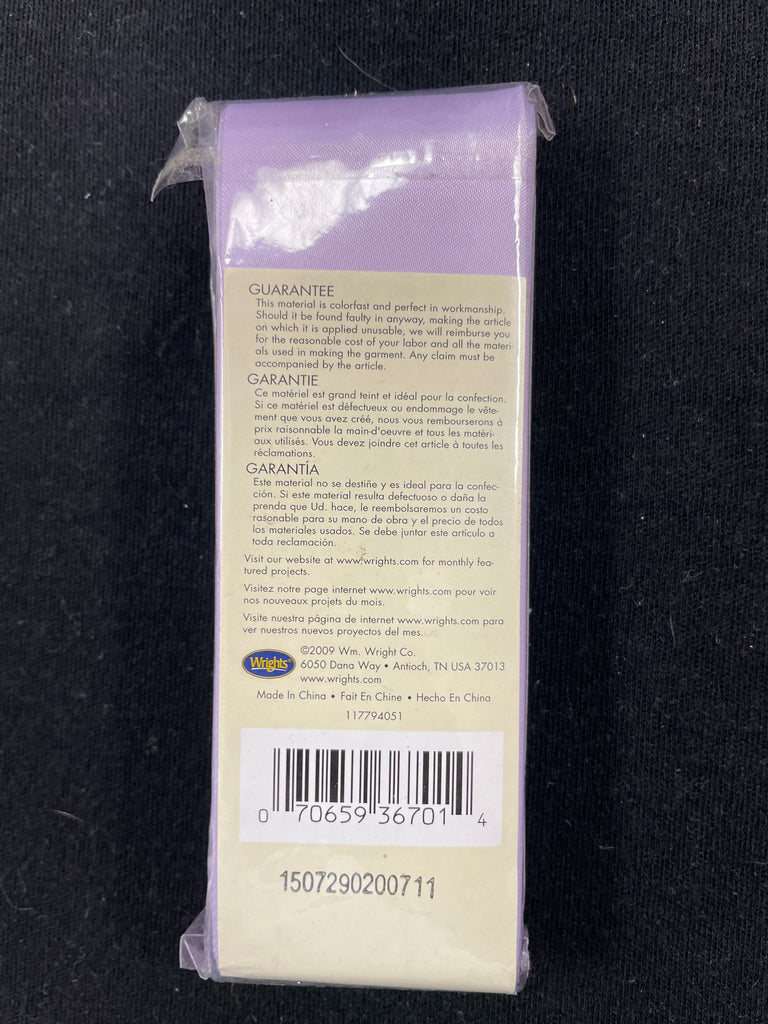 GUARANTEE
This material is colorfast and perfect in workmanship.
Should it be found faulty in anyway, making the article
on which it is applied unusable, we will reimburse you
for the reasonable cost of your labor and all the materi-
als used in making the garment. Any claim must be
accompanied by the article.
GARANTIE
Ce matériel est grand teint et idéal pour la confection.
Si ce matériel est défectueux ou endommage le vête-
ment que vous avez créé, nous vous rembourserons à
prix raisonnable la main-d'oeuvre et tous les matéri-
aux utilisés. Vous devez joindre cet article à toutes les
réclamations.
GARANTÍA
Este material no se destiñe y es ideal para la confec-
ción. Si este material resulta defectuoso o daña la
prenda que Ud. hace, le reembolsaremos un costo
rasonable para su mano de obra y el precio de todos
los materiales usados. Se debe juntar este artículo a
toda reclamación.
Visit our website at www.wrights.com for monthly fea-
tured projects.
Visitez notre page internet www.wrights.com pour voir
nos nouveaux projets du mois.
Visite nuestra página de internet www.wrights.com para
ver nuestros nuevos proyectos del mes.
Wrights®
©2009 Wm. Wright Co.
6050 Dana Way • Antioch, TN USA 37013
www.wrights.com
Made In China • Fait En Chine • Hecho En China
117794051
0 70659 36701 4
1507290200711